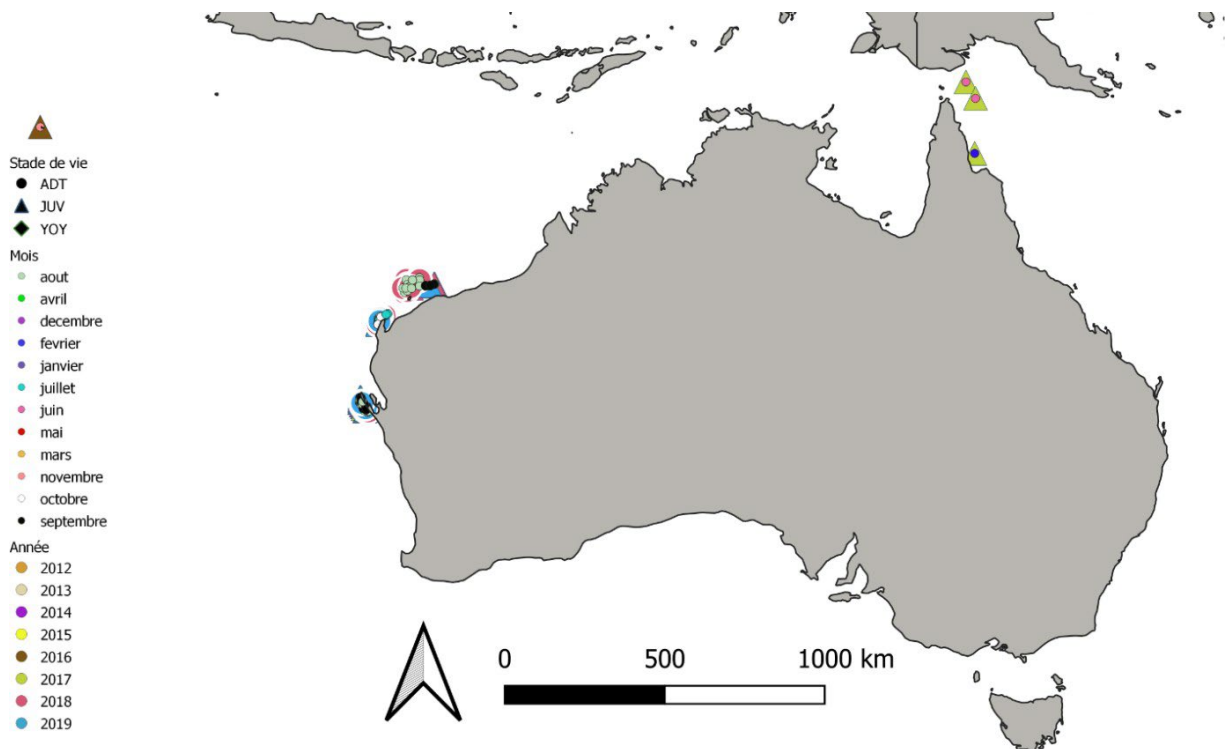 Stade de vie
ADT
JUV
YOY
Mois
aout
avril
decembre
fevrier
janvier
juillet
juin
mai
mars
novembre
octobre
septembre
Année
2012
2013
2014
2015
2016
2017
2018
2019
0 500 1000 km